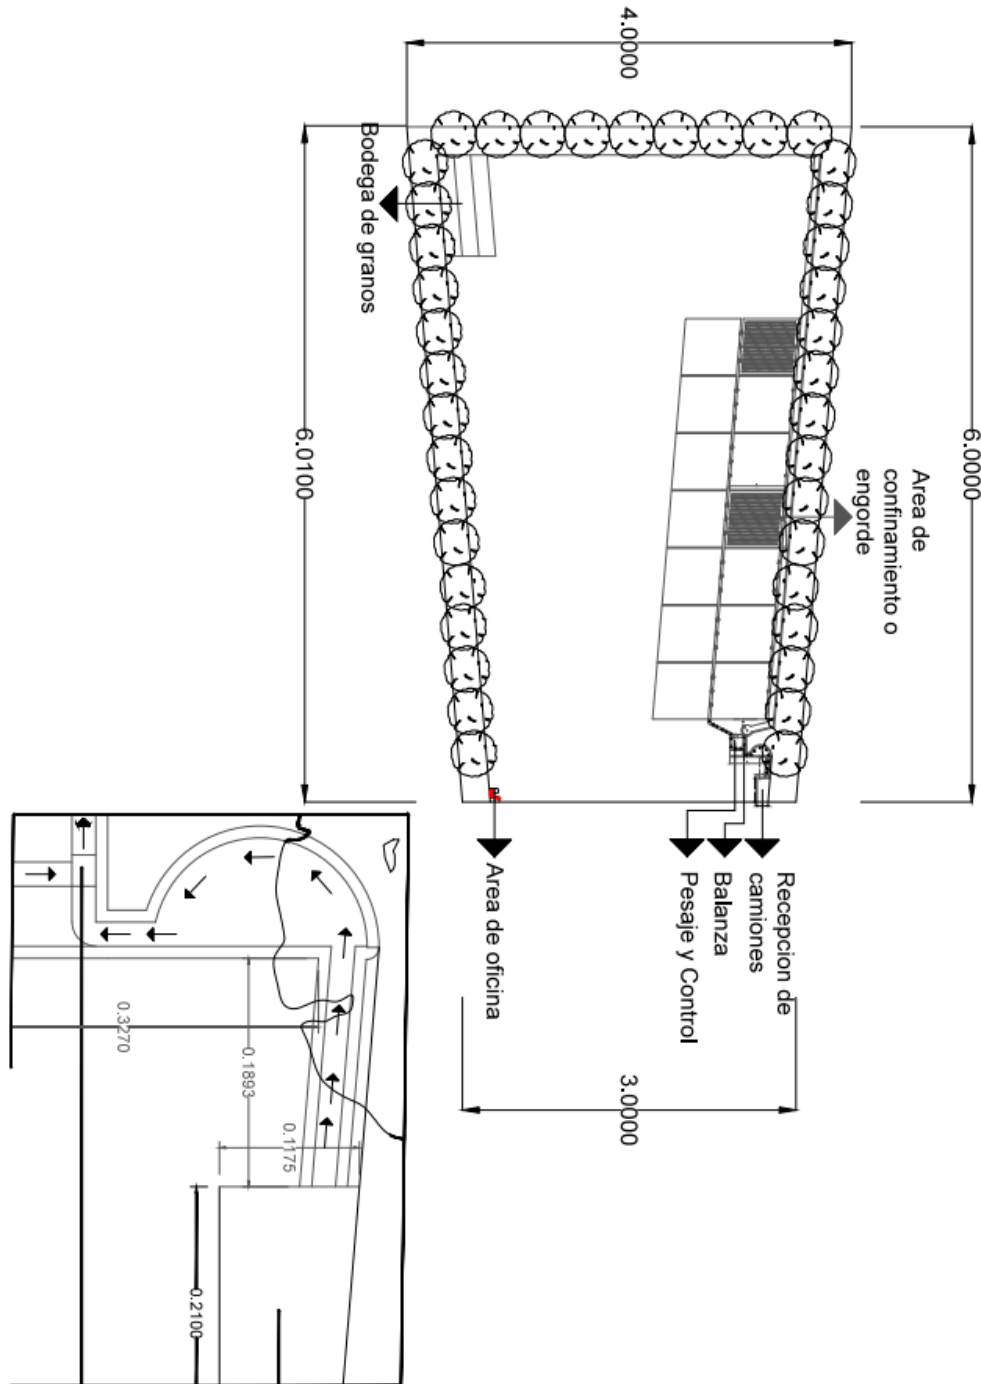 4.0000
6.0000
6.0100
Bodega de granos
Area de
confinamiento o
engorde
Recepcion de
camiones
Balanza
Pesaje y Control
Area de oficina
3.0000
0.3270
0.1893
0.1175
0.2100